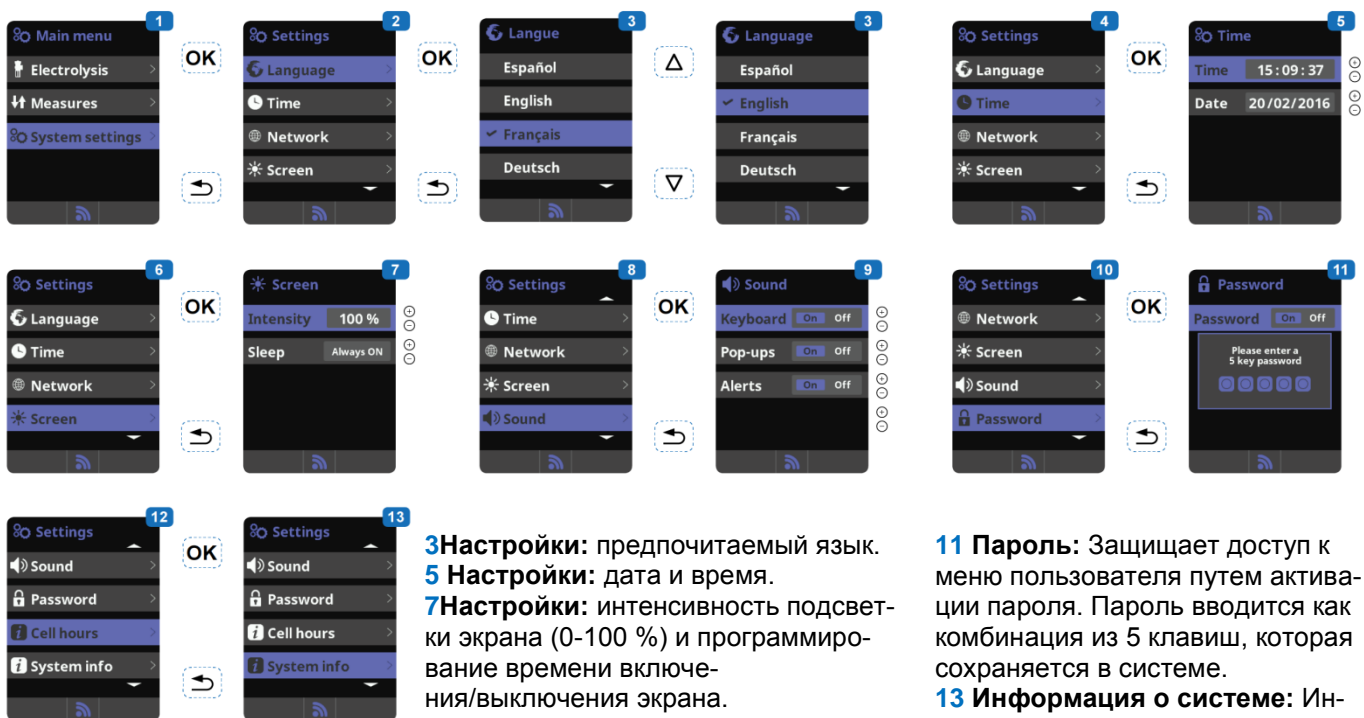 1
Main menu
Electrolysis
Measures
System settings
OK
2
Settings
Language
Time
Network
Screen
OK
3
Langue
Español
English
Français
Deutsch
3
Language
Español
English
Français
Deutsch
4
Settings
Language
Time
Network
Screen
OK
5
Time
Time 15:09:37
Date 20/02/2016
6
Settings
Language
Time
Network
Screen
OK
7
Screen
Intensity 100 %
Sleep Always ON
8
Settings
Time
Network
Screen
Sound
OK
9
Sound
Keyboard On Off
Pop-ups On Off
Alerts On Off
10
Settings
Network
Screen
Sound
Password
OK
11
Password
Password On Off
Please enter a
5 key password
12
Settings
Sound
Password
Cell hours
System info
OK
13
Settings
Sound
Password
Cell hours
System info
3Настройки: предпочитаемый язык.
5 Настройки: дата и время.
7Настройки: интенсивность подсвет-
ки экрана (0-100 %) и программиро-
вание времени включе-
ния/выключения экрана.
11 Пароль: Защищает доступ к
меню пользователя путем актива-
ции пароля. Пароль вводится как
комбинация из 5 клавиш, которая
сохраняется в системе.
13 Информация о системе: Ин-